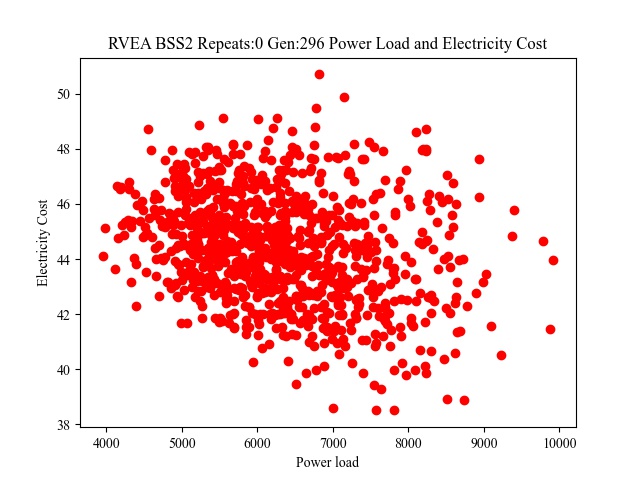 RVEA BSS2 Repeats:0 Gen:296 Power Load and Electricity Cost
50
48
46
44
42
40
38
Electricity Cost
4000 5000 6000 7000 8000 9000 10000
Power load